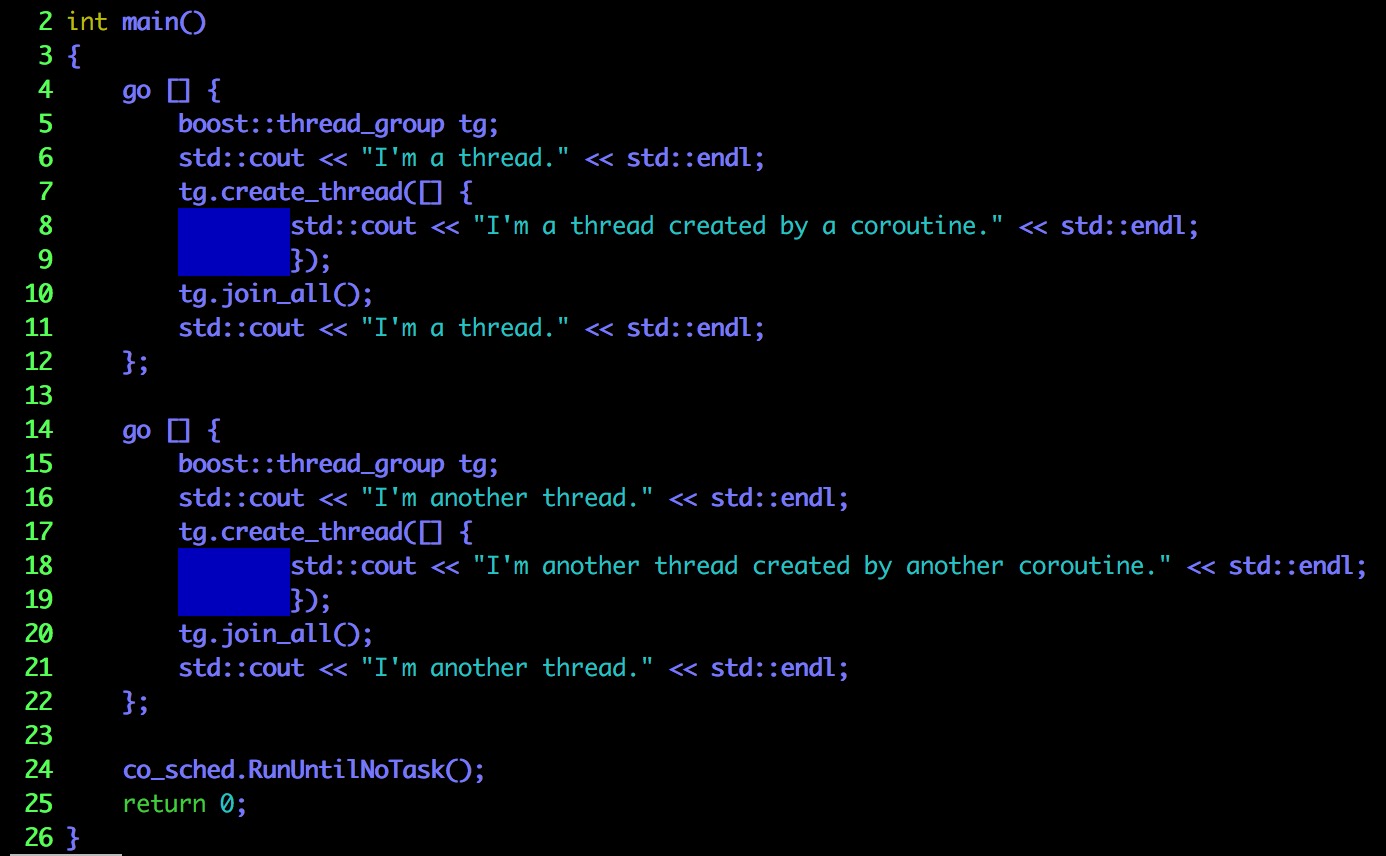 2 int main()
3 {
4     go [] {
5         boost::thread_group tg;
6         std::cout << "I'm a thread." << std::endl;
7         tg.create_thread([] {
8                 std::cout << "I'm a thread created by a coroutine." << std::endl;
9                 });
10         tg.join_all();
11         std::cout << "I'm a thread." << std::endl;
12     };
13
14     go [] {
15         boost::thread_group tg;
16         std::cout << "I'm another thread." << std::endl;
17         tg.create_thread([] {
18                 std::cout << "I'm another thread created by another coroutine." << std::endl;
19                 });
20         tg.join_all();
21         std::cout << "I'm another thread." << std::endl;
22     };
23
24     co_sched.RunUntilNoTask();
25     return 0;
26 }